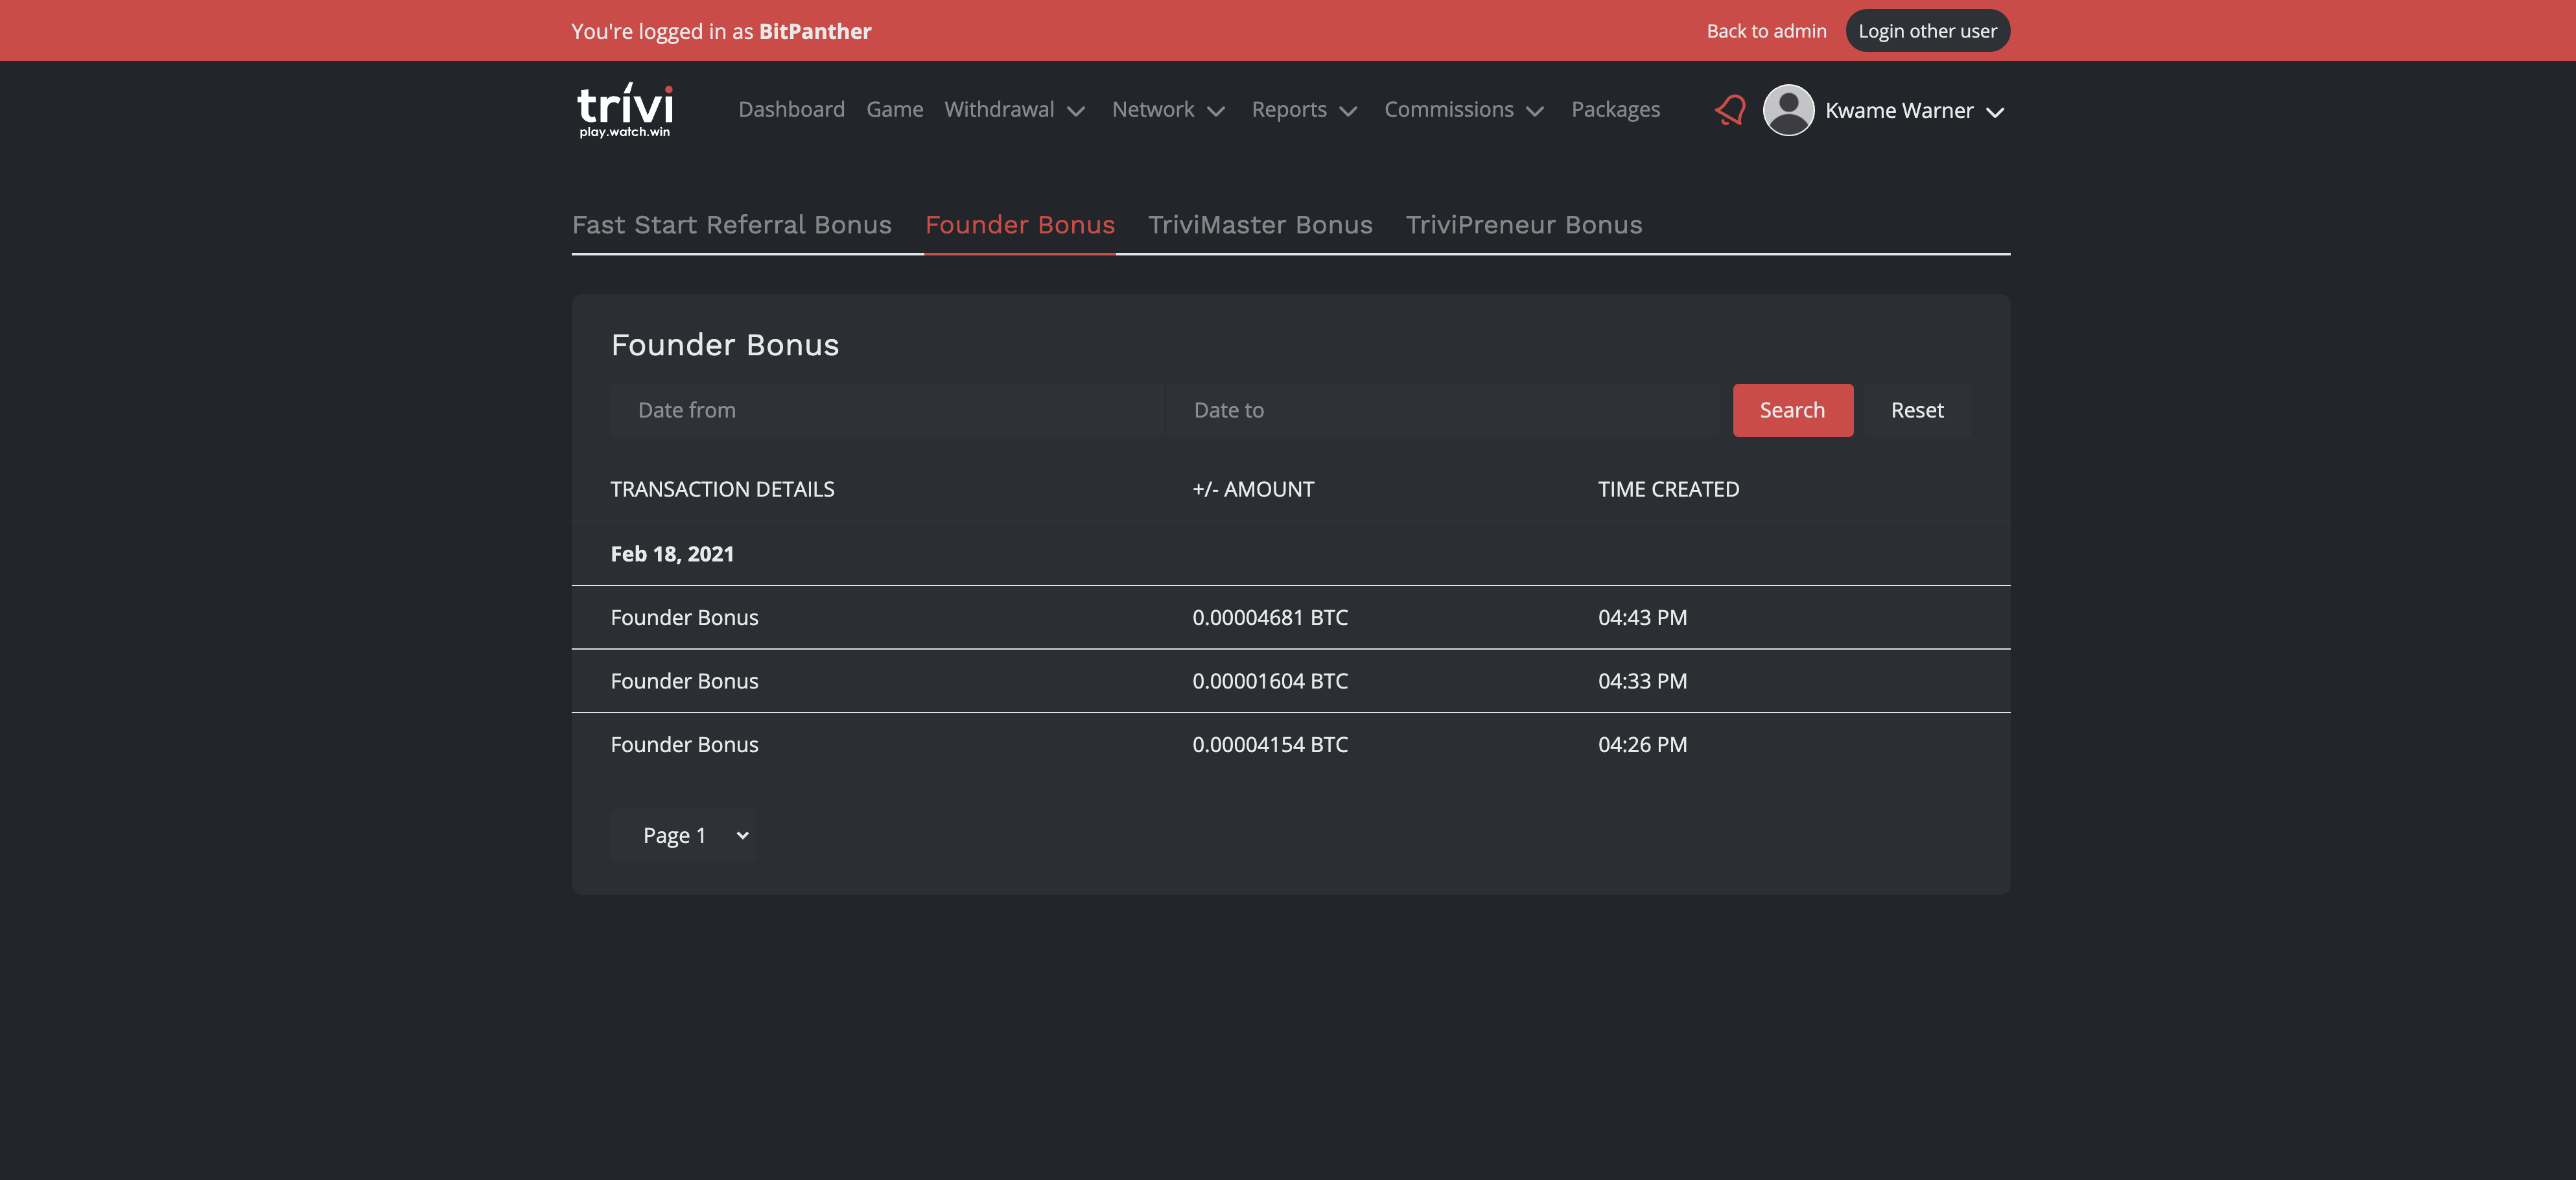 You're logged in as BitPanther
Back to admin
Login other user
trívi
play.watch.win
Dashboard
Game
Withdrawal
Network
Reports
Commissions
Packages
Kwame Warner
Fast Start Referral Bonus
Founder Bonus
TriviMaster Bonus
TriviPreneur Bonus
Founder Bonus
Date from
Date to
Search
Reset
TRANSACTION DETAILS
+/- AMOUNT
TIME CREATED
Feb 18, 2021
Founder Bonus
0.00004681 BTC
04:43 PM
Founder Bonus
0.00001604 BTC
04:33 PM
Founder Bonus
0.00004154 BTC
04:26 PM
Page 1